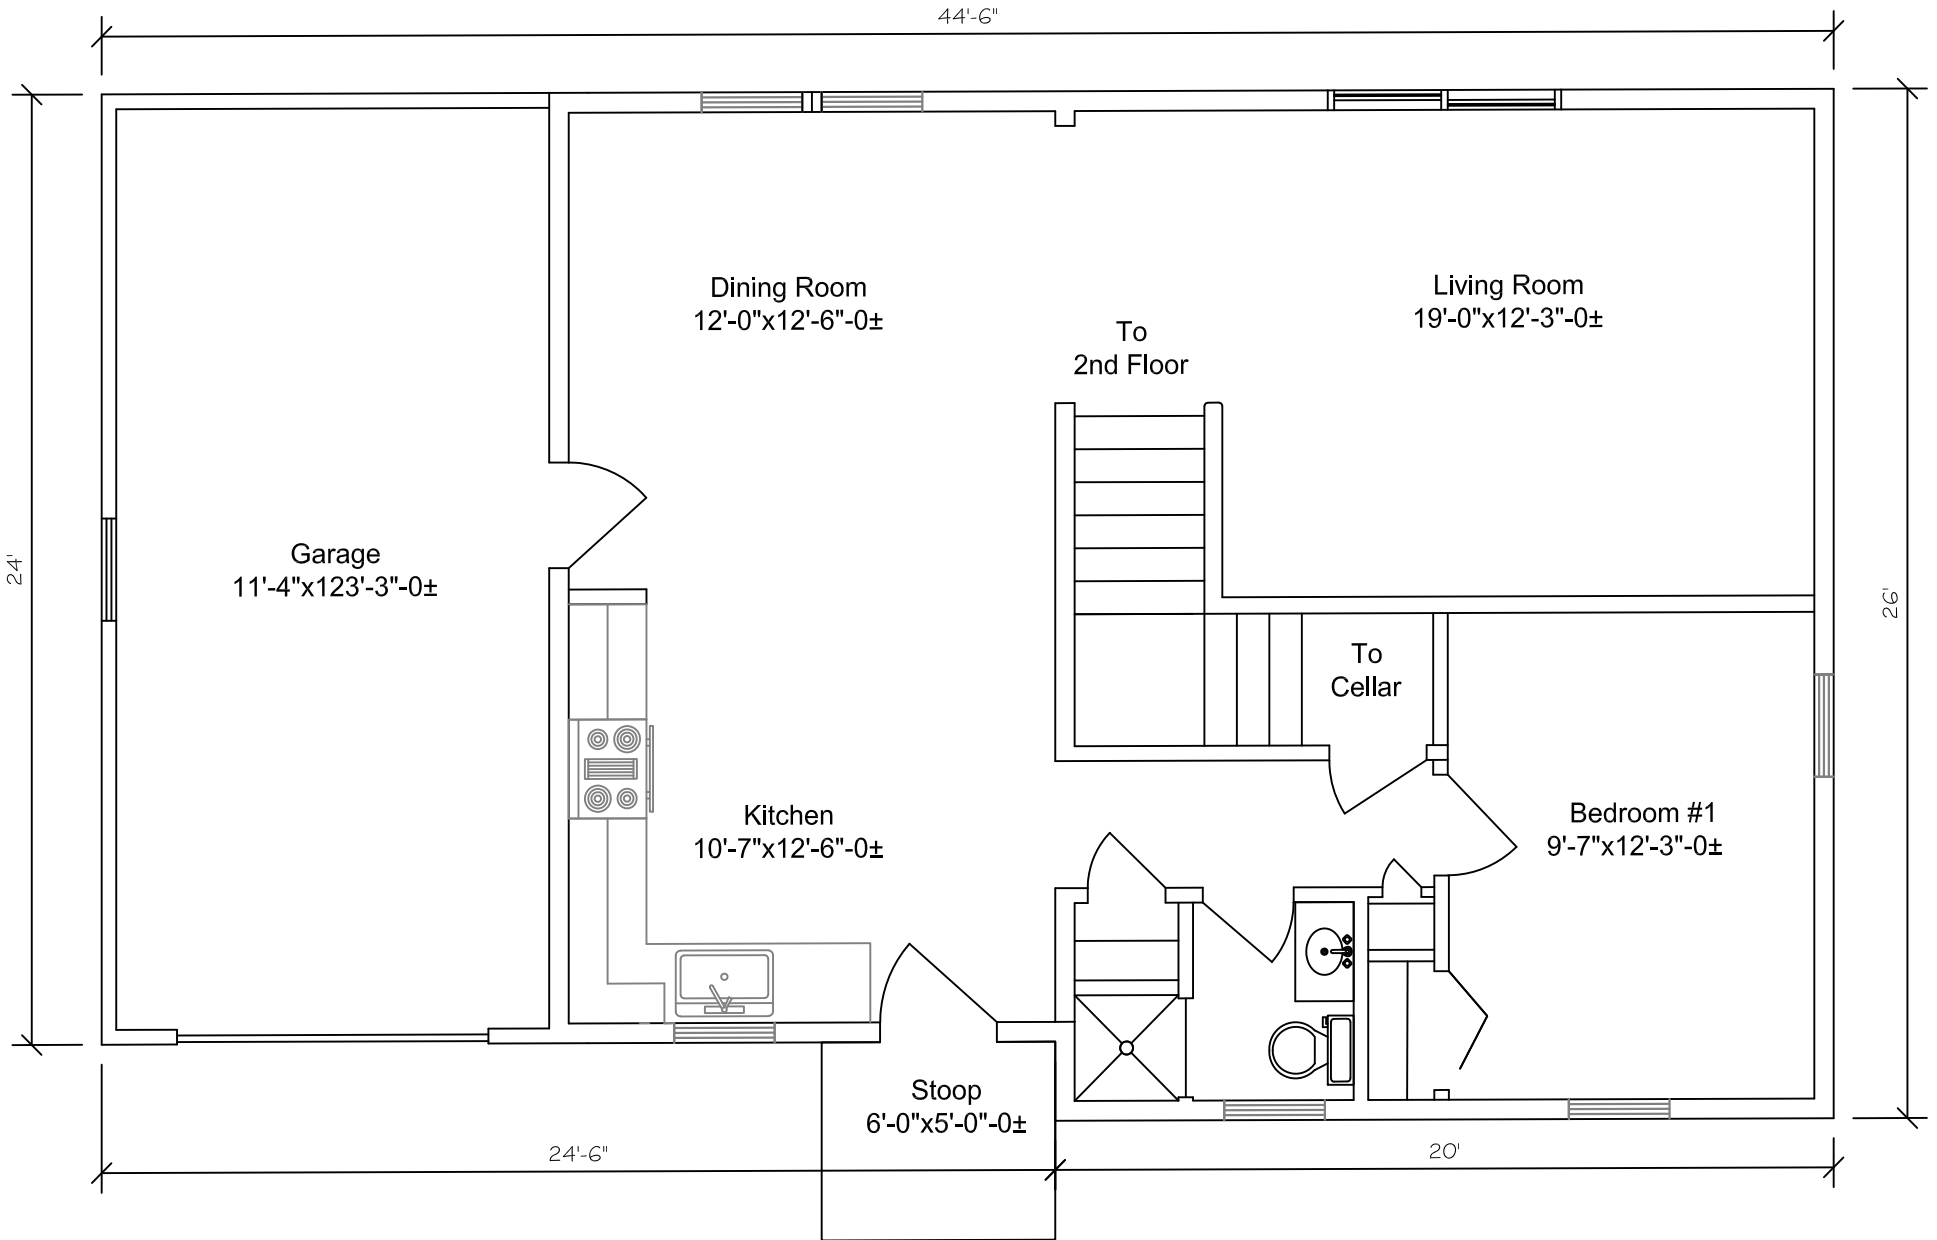 44'-6"
Dining Room
12'-0"x12'-6"-0±
Living Room
19'-0"x12'-3"-0±
To
2nd Floor
24'
Garage
11'-4"x123'-3"-0±
26'
To
Cellar
Kitchen
10'-7"x12'-6"-0±
Bedroom #1
9'-7"x12'-3"-0±
Stoop
6'-0"x5'-0"-0±
24'-6"
20'